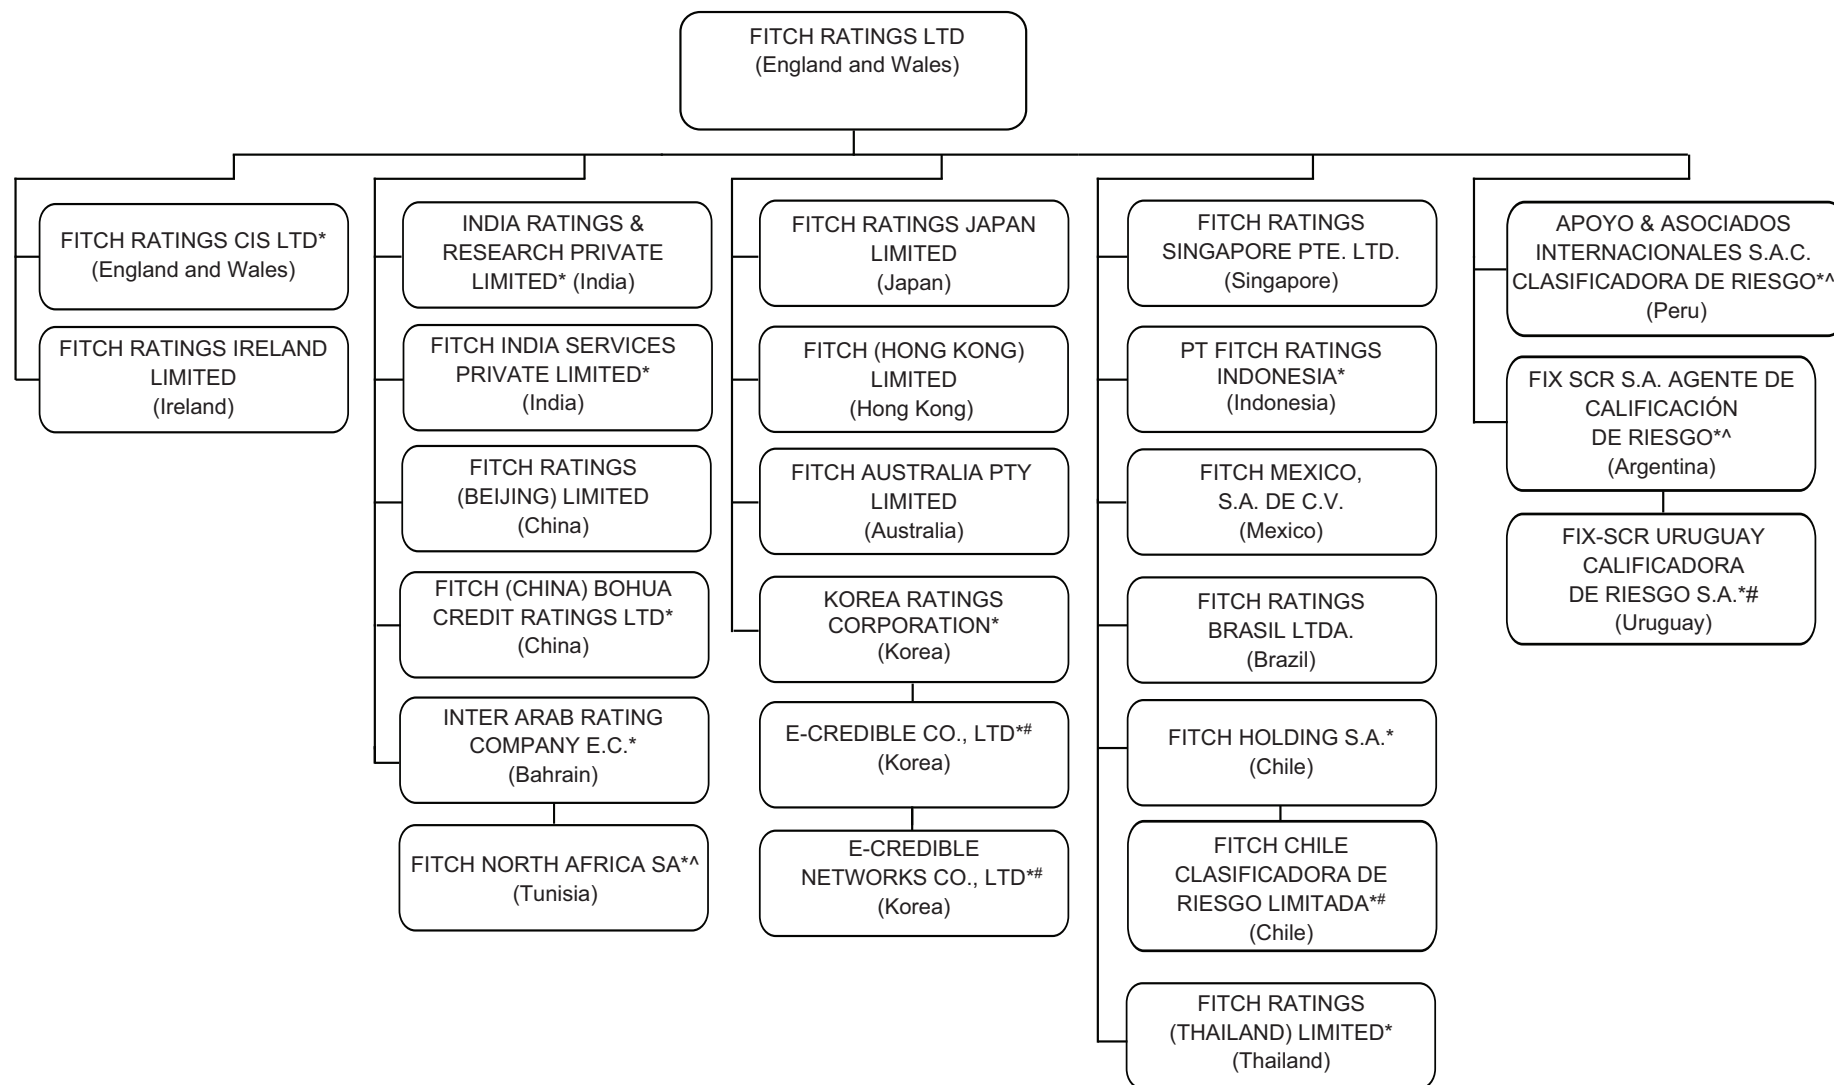 FITCH RATINGS LTD
(England and Wales)
FITCH RATINGS CIS LTD*
(England and Wales)
FITCH RATINGS IRELAND
LIMITED
(Ireland)
INDIA RATINGS &
RESEARCH PRIVATE
LIMITED* (India)
FITCH INDIA SERVICES
PRIVATE LIMITED*
(India)
FITCH RATINGS
(BEIJING) LIMITED
(China)
FITCH (CHINA) BOHUA
CREDIT RATINGS LTD*
(China)
INTER ARAB RATING
COMPANY E.C.*
(Bahrain)
FITCH NORTH AFRICA SA*^
(Tunisia)
FITCH RATINGS JAPAN
LIMITED
(Japan)
FITCH (HONG KONG)
LIMITED
(Hong Kong)
FITCH AUSTRALIA PTY
LIMITED
(Australia)
KOREA RATINGS
CORPORATION*
(Korea)
E-CREDIBLE CO., LTD*#
(Korea)
E-CREDIBLE
NETWORKS CO., LTD*#
(Korea)
FITCH RATINGS
SINGAPORE PTE. LTD.
(Singapore)
PT FITCH RATINGS
INDONESIA*
(Indonesia)
FITCH MEXICO,
S.A. DE C.V.
(Mexico)
FITCH RATINGS
BRASIL LTDA.
(Brazil)
FITCH HOLDING S.A.*
(Chile)
FITCH CHILE
CLASIFICADORA DE
RIESGO LIMITADA*#
(Chile)
FITCH RATINGS
(THAILAND) LIMITED*
(Thailand)
APOYO & ASOCIADOS
INTERNACIONALES S.A.C.
CLASIFICADORA DE RIESGO*^
(Peru)
FIX SCR S.A. AGENTE DE
CALIFICACIÓN
DE RIESGO*^
(Argentina)
FIX-SCR URUGUAY
CALIFICADORA
DE RIESGO S.A.*#
(Uruguay)